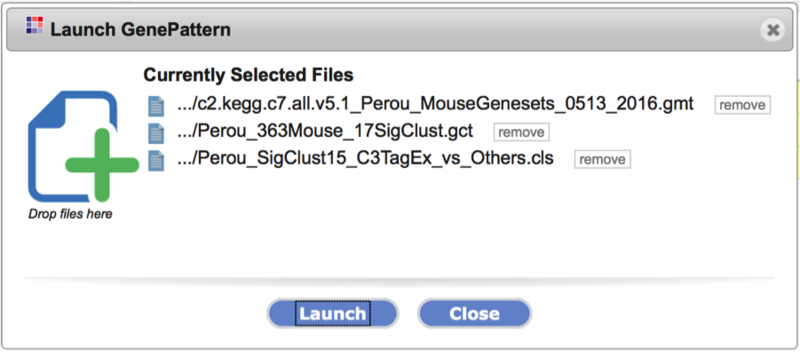 Launch GenePattern
Currently Selected Files
.../c2.kegg.c7.all.v5.1_Perou_MouseGenesets_0513_2016.gmt remove
.../Perou_363Mouse_17SigClust.gct remove
.../Perou_SigClust15_C3TagEx_vs_Others.cls remove
Drop files here
Launch Close